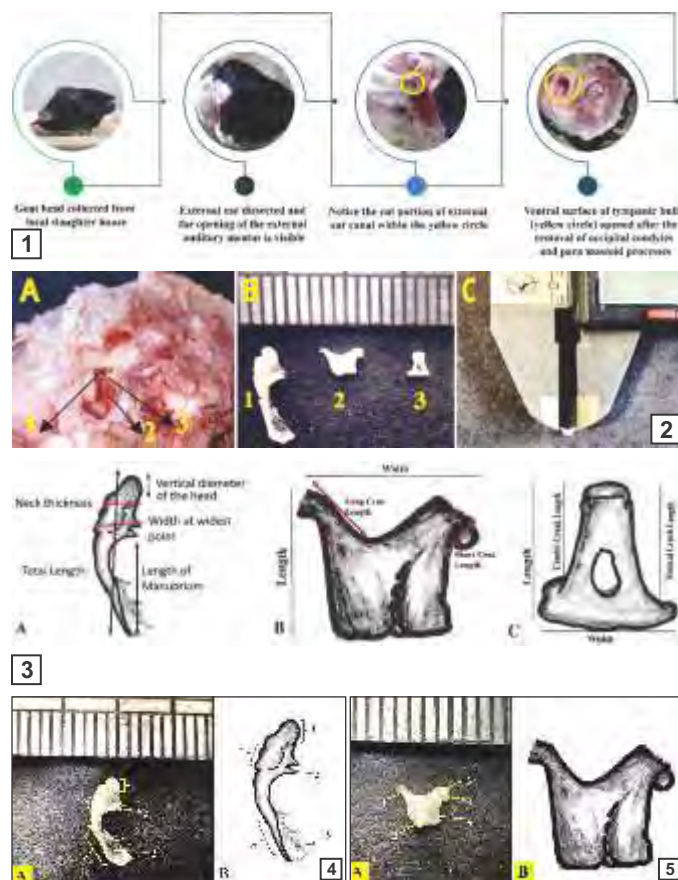 Goat head collected from
local slaughter house
External ear dissected and
the opening of the external
auditory meatus is visible
Notice the cut portion of external
ear canal within the yellow circle
Ventral surface of tympanic bulla
(yellow circle) opened after the
removal of occipital condyles
and para mastoid processes
1
A
1
2
3
B
1
2
3
C
2
Neck thickness
Vertical diameter
of the head
Width at widest
point
Total Length
Length of
Manubrium
A
Width
Long Crus
Length
Short Crus
Length
Length
B
Length
Length
Width
C
3
A
B
4
A
B
5